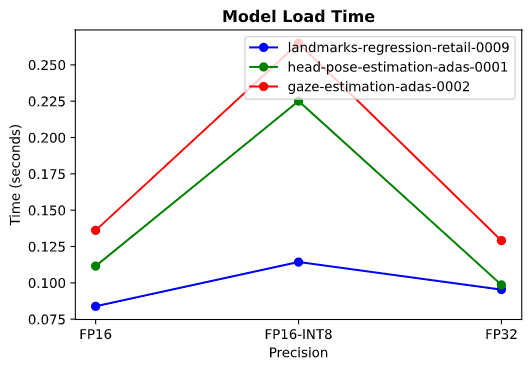 Model Load Time
landmarks-regression-retail-0009
head-pose-estimation-adas-0001
gaze-estimation-adas-0002
Time (seconds)
0.250
0.225
0.200
0.175
0.150
0.125
0.100
0.075
FP16 FP16-INT8 FP32
Precision